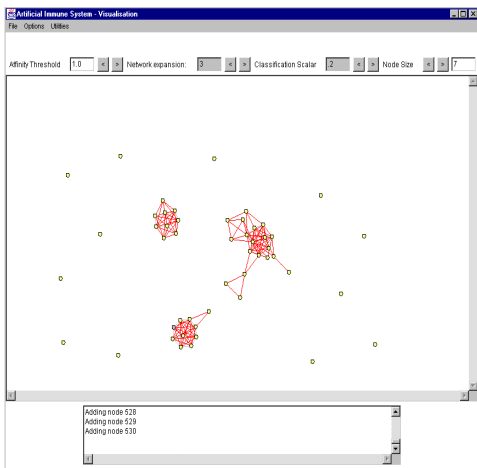 Artificial Immune System - Visualisation
File Options Utilities
Affinity Threshold 1.0 < > Network expansion: 3 < > Classification Scalar .2 < > Node Size < > 7
Adding node 528
Adding node 529
Adding node 530